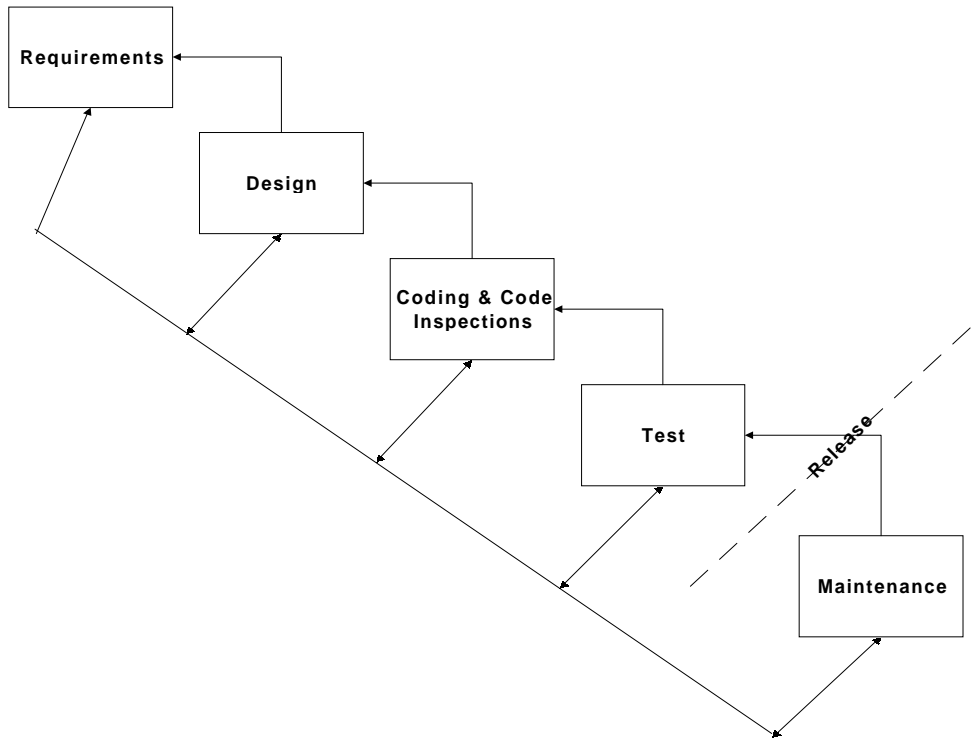 Requirements
Design
Coding & Code
Inspections
Test
Release
Maintenance